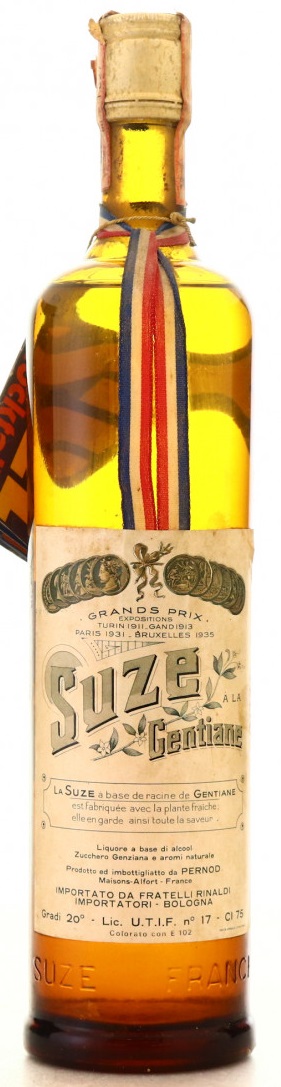 GRANDS PRIX.
EXPOSITIONS
TURIN 1911. GAND 1913
PARIS 1931. BRUXELLES 1935
Suze
A LA
Gentiane
LA SUZE a base de racine de GENTIANE
est fabriquée avec la plante fraîche;
elle en garde ainsi toute la saveur.
Liquore a base di alcool
Zucchero Genziana e aromi naturale
Prodotto ed imbottigliato da PERNOD
Maisons-Alfort - France
IMPORTATO DA FRATELLI RINALDI
IMPORTATORI - BOLOGNA
Gradi 20° - Lic. U.T.I.F. n° 17 - Cl 75
Colorato con E 102
SUZE FRANC